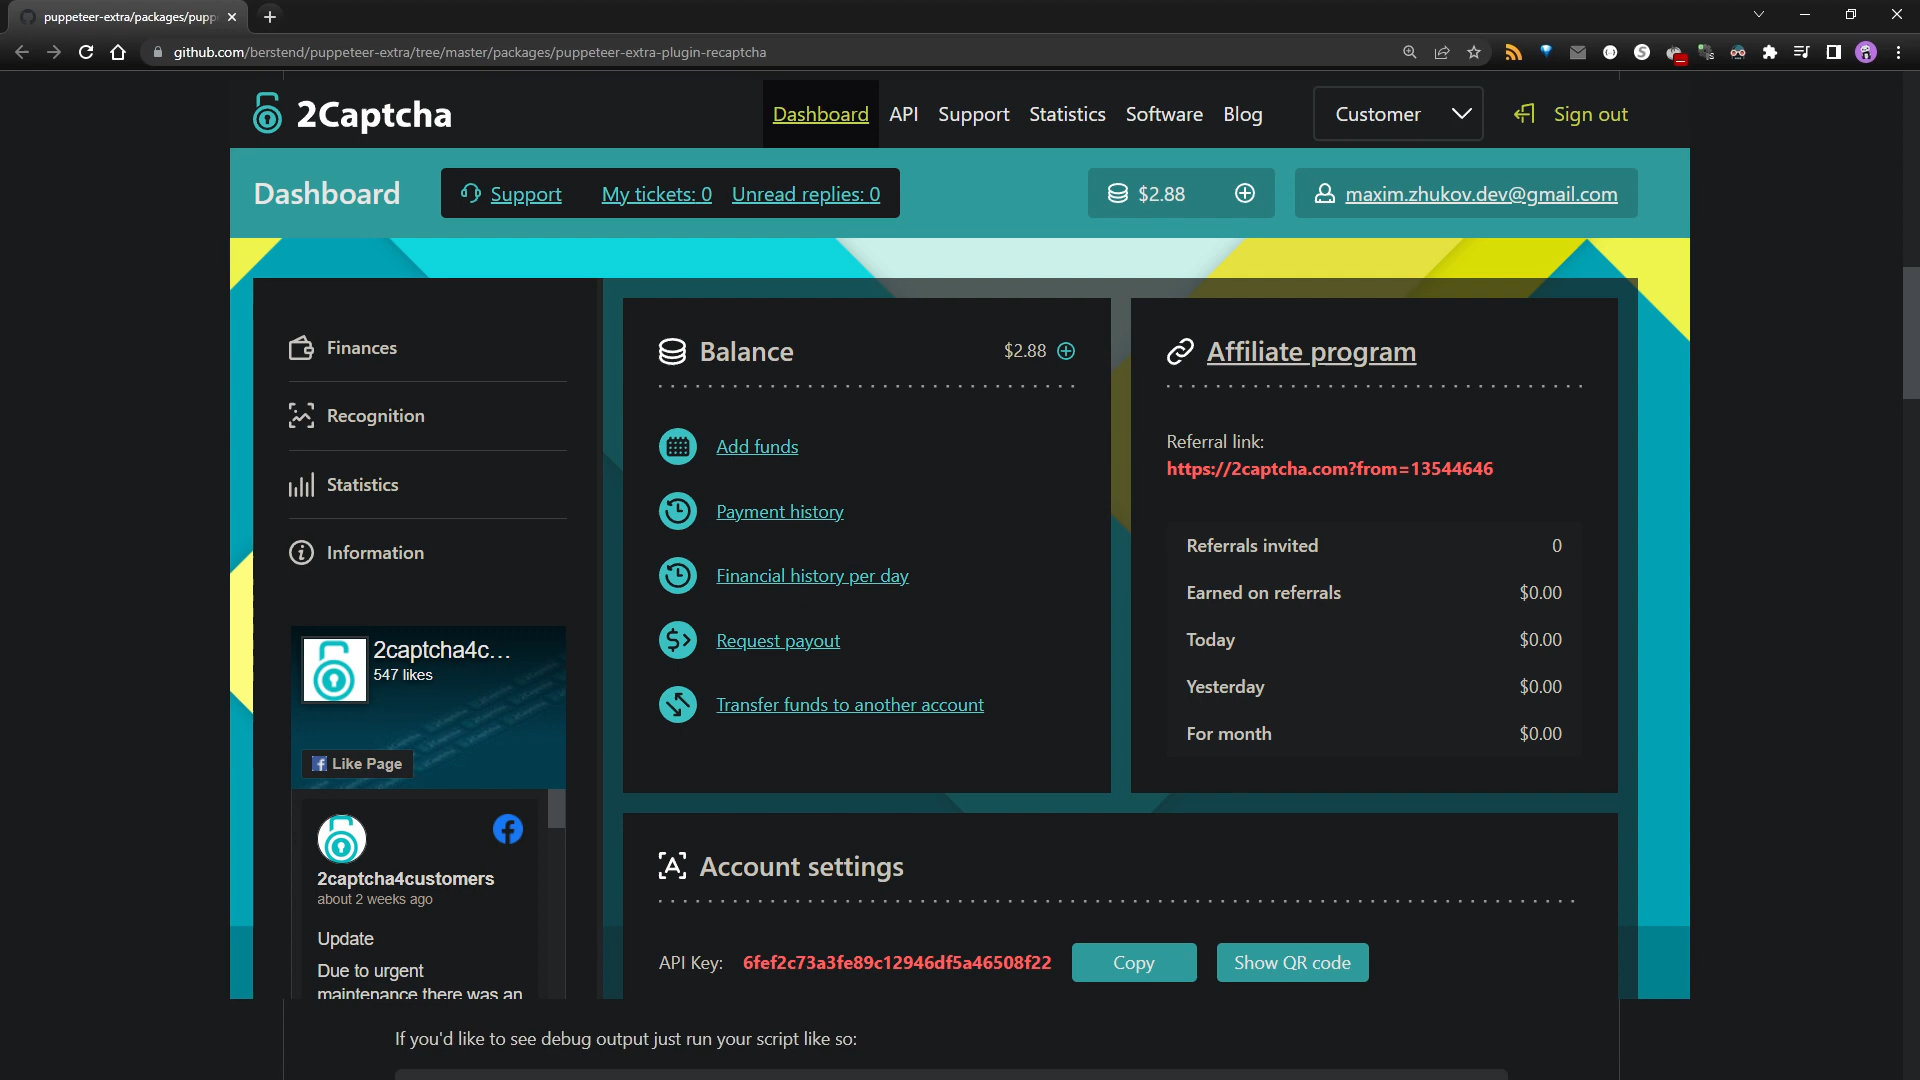 puppeteer-extra/packages/pupp
github.com/berstend/puppeteer-extra/tree/master/packages/puppeteer-extra-plugin-recaptcha
2Captcha
Dashboard API Support Statistics Software Blog Customer Sign out
Dashboard Support My tickets: 0 Unread replies: 0 $2.88 maxim.zhukov.dev@gmail.com
Finances
Recognition
Statistics
Information
2captcha4c...
547 likes
Like Page
2captcha4customers
about 2 weeks ago
Update
Due to urgent
maintenance there was an
Balance $2.88
Add funds
Payment history
Financial history per day
Request payout
Transfer funds to another account
Affiliate program
Referral link:
https://2captcha.com?from=13544646
Referrals invited 0
Earned on referrals $0.00
Today $0.00
Yesterday $0.00
For month $0.00
Account settings
API Key: 6fef2c73a3fe89c12946df5a46508f22 Copy Show QR code
If you'd like to see debug output just run your script like so: